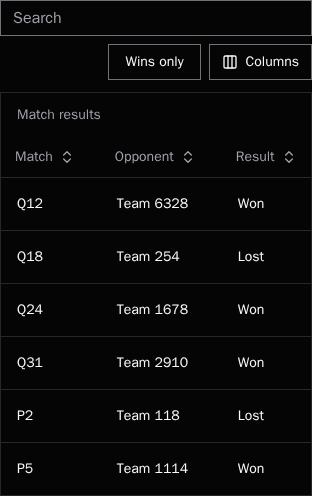 Search
Wins only Columns
Match results
Match Opponent Result
Q12 Team 6328 Won
Q18 Team 254 Lost
Q24 Team 1678 Won
Q31 Team 2910 Won
P2 Team 118 Lost
P5 Team 1114 Won